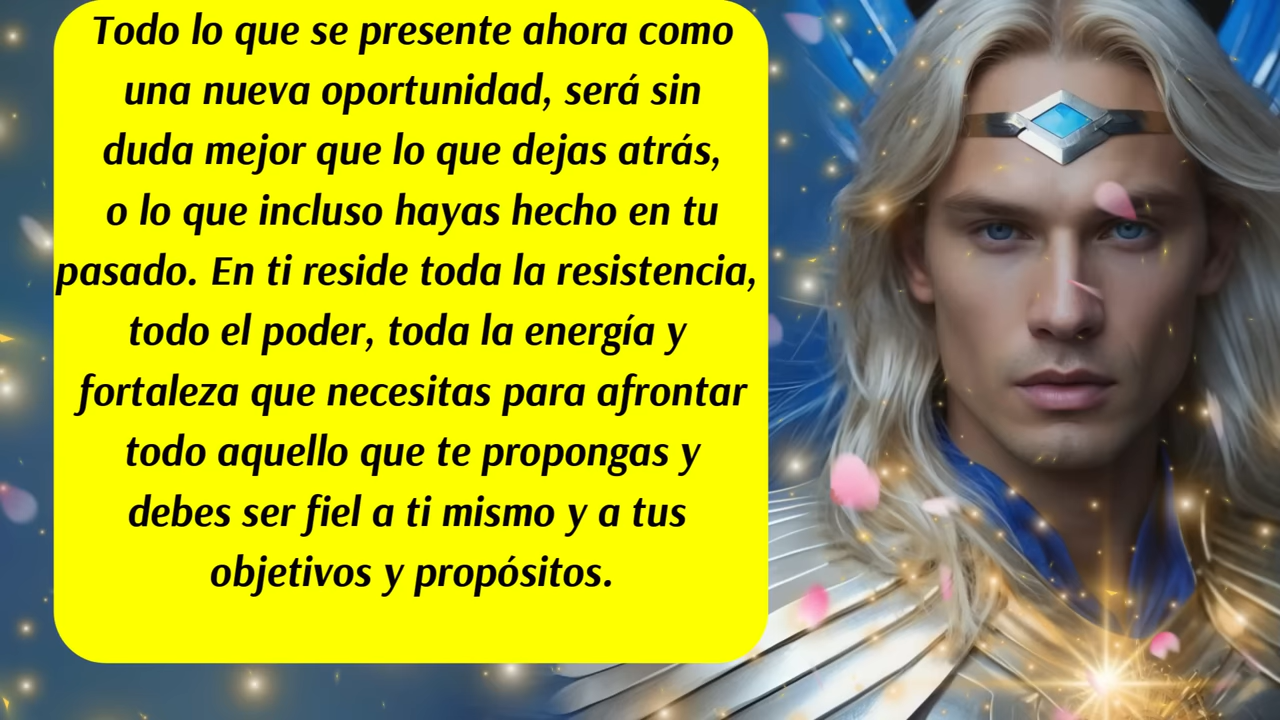 Todo lo que se presente ahora como
una nueva oportunidad, será sin
duda mejor que lo que dejas atrás,
o lo que incluso hayas hecho en tu
pasado. En ti reside toda la resistencia,
todo el poder, toda la energía y
fortaleza que necesitas para afrontar
todo aquello que te propongas y
debes ser fiel a ti mismo y a tus
objetivos y propósitos.